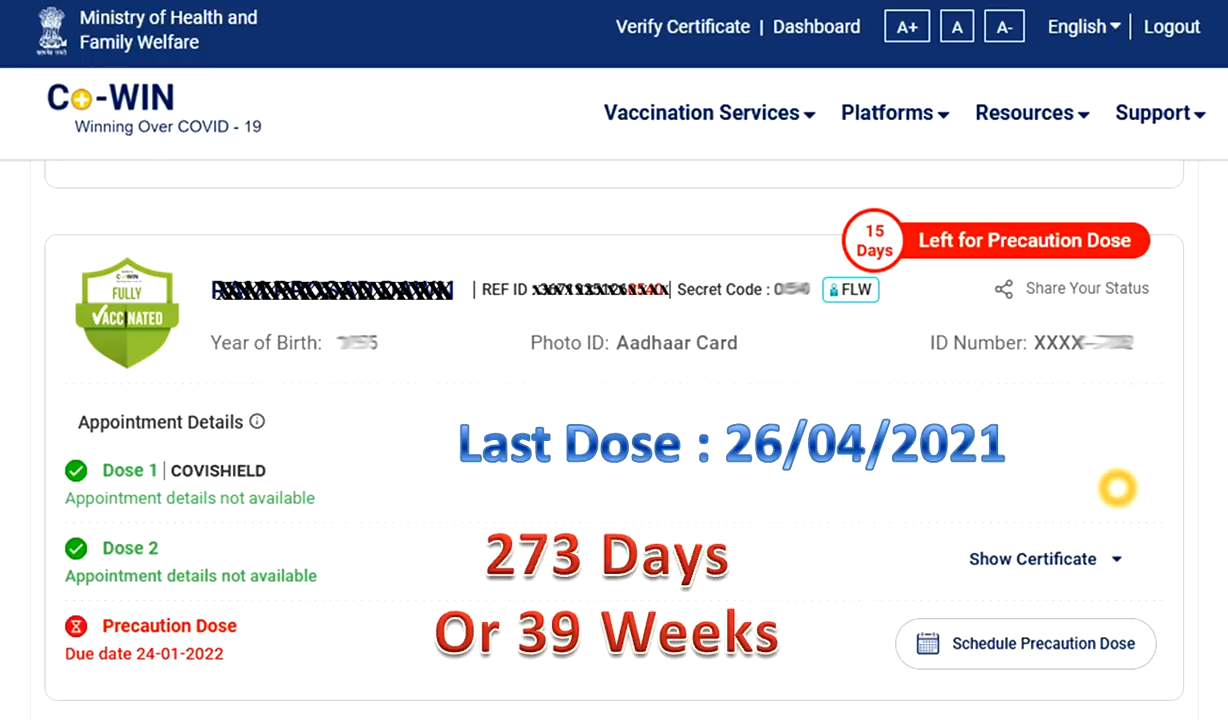 Ministry of Health and
Family Welfare
Verify Certificate | Dashboard A+ A A- English Logout
Co-WIN
Winning Over COVID - 19
Vaccination Services Platforms Resources Support
15
Days
Left for Precaution Dose
Co-WIN
FULLY
VACCINATED
| REF ID | Secret Code : FLW
Share Your Status
Year of Birth:
Photo ID: Aadhaar Card
ID Number: XXXX-
Appointment Details
Last Dose : 26/04/2021
Dose 1 | COVISHIELD
Appointment details not available
Dose 2
Appointment details not available
273 Days
Or 39 Weeks
Show Certificate
Precaution Dose
Due date 24-01-2022
Schedule Precaution Dose